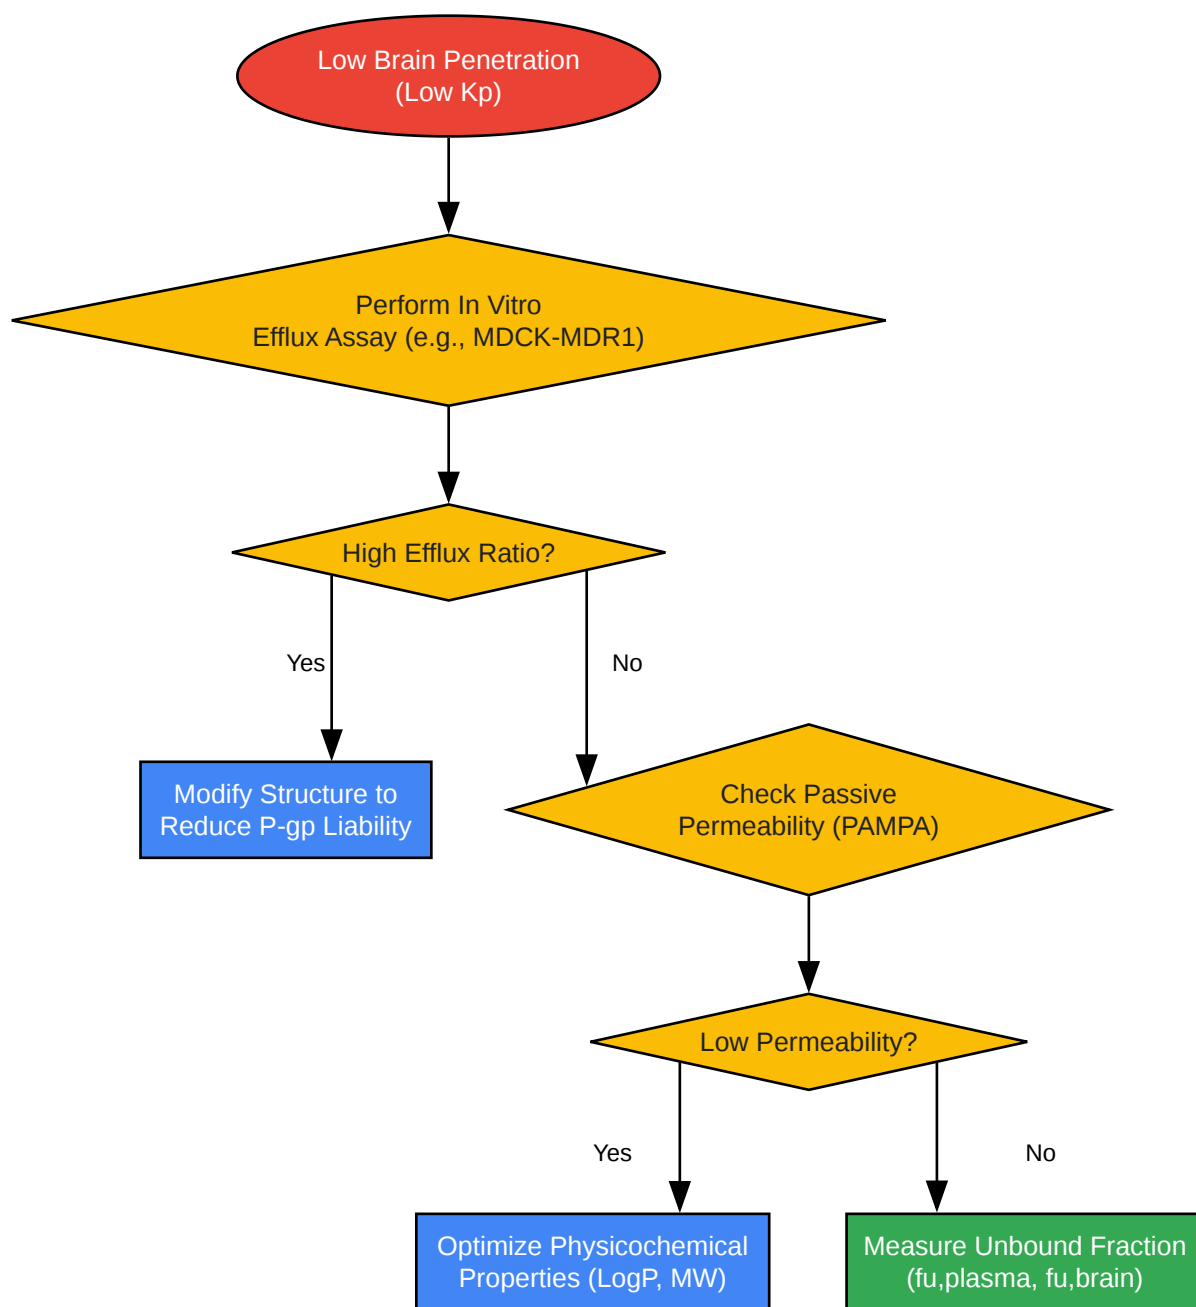 Low Brain Penetration
(Low Kp)
Perform In Vitro
Efflux Assay (e.g., MDCK-MDR1)
High Efflux Ratio?
Yes
No
Modify Structure to
Reduce P-gp Liability
Check Passive
Permeability (PAMPA)
Low Permeability?
Yes
No
Optimize Physicochemical
Properties (LogP, MW)
Measure Unbound Fraction
(fu,plasma, fu,brain)